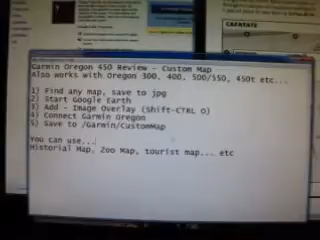 CARATATE
Garmin Oregon 450 Review - Custom Map
Also works with Oregon 300, 400, 500/550, 450t etc...
1) Find any map, save to jpg
2) Start Google Earth
3) Add - Image Overlay (Shift-CTRL O)
4) Connect Garmin Oregon
5) Save to /Garmin/CustomMap
You can use...
Historial Map, Zoo Map, tourist map... etc